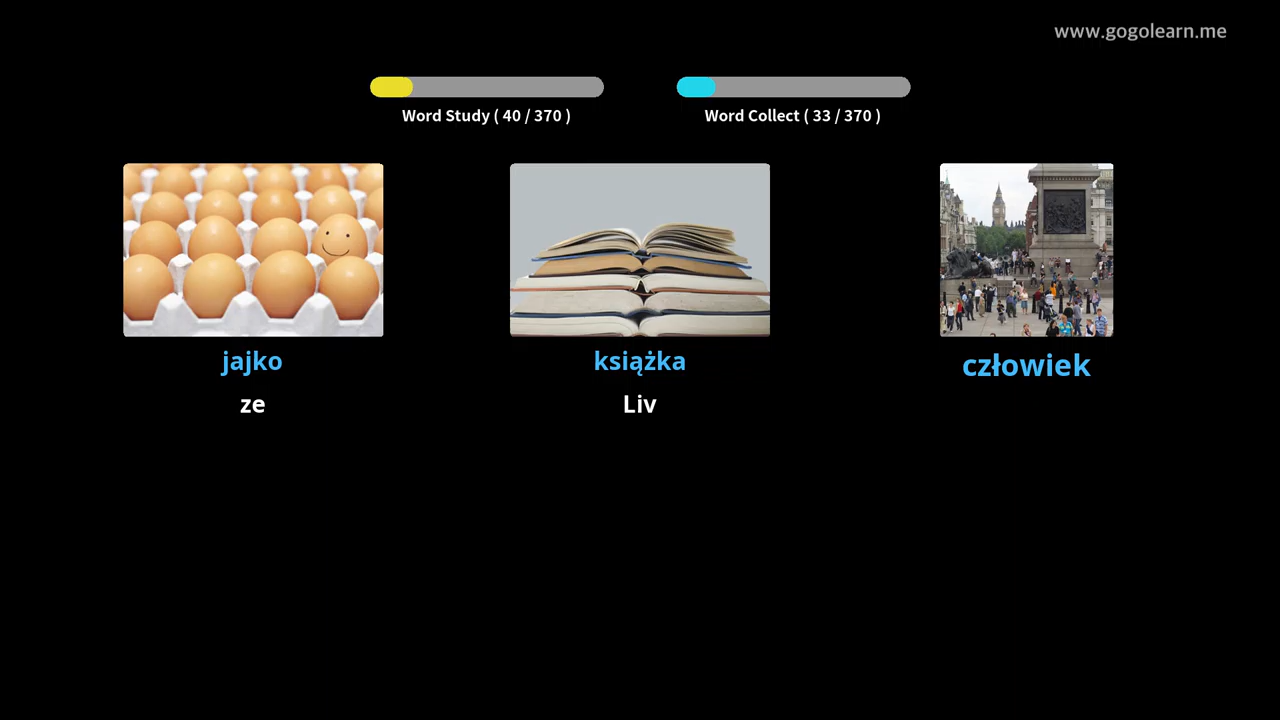 www.gogolearn.me
Word Study ( 40 / 370 )
Word Collect ( 33 / 370 )
jajko
książka
człowiek
ze
Liv